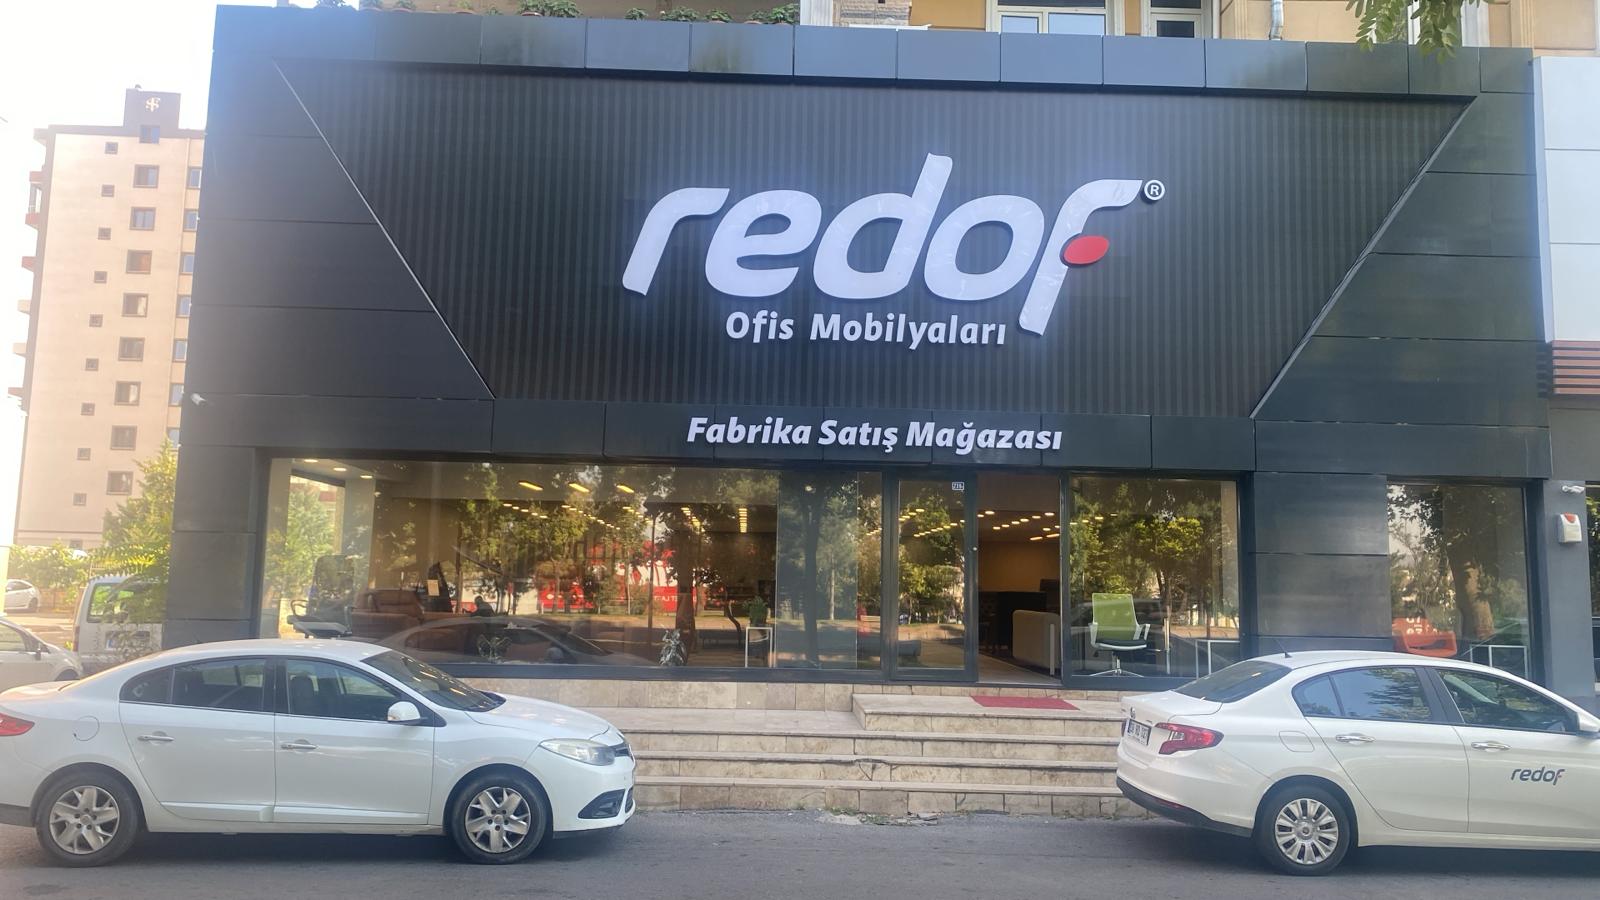 redof®
Ofis Mobilyaları
Fabrika Satış Mağazası
redof